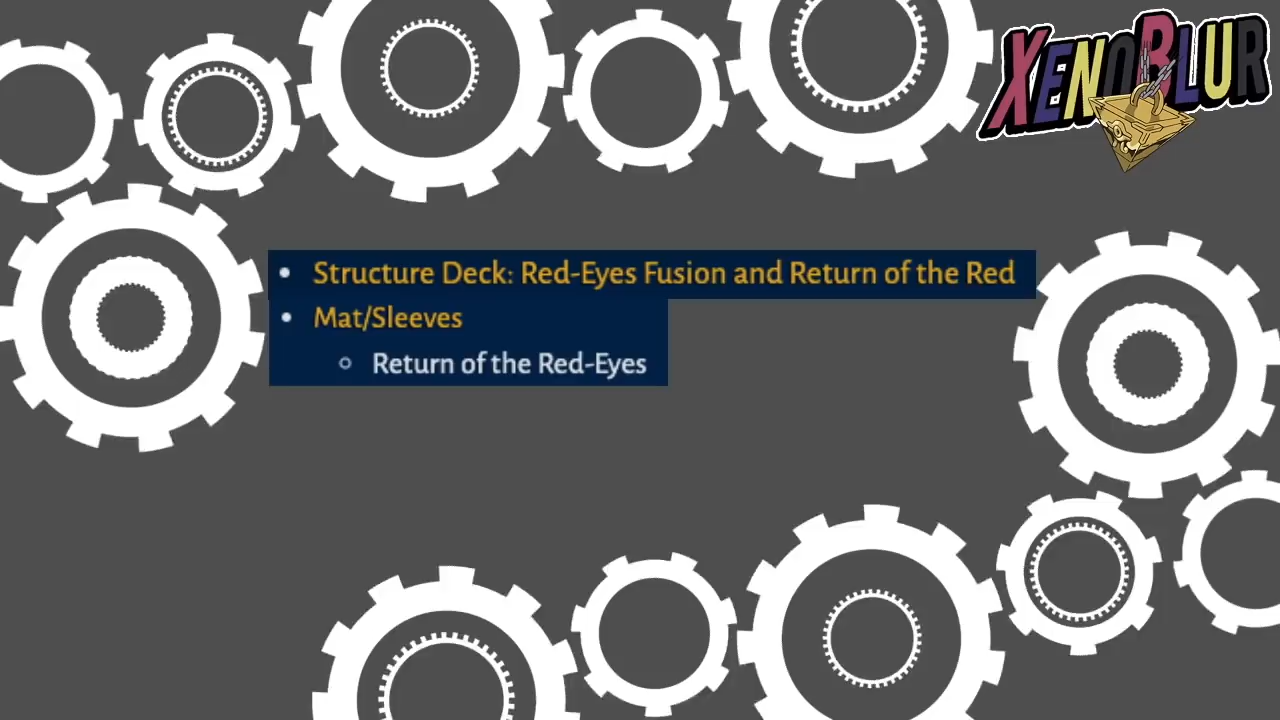 XENOBLUR
• Structure Deck: Red-Eyes Fusion and Return of the Red
• Mat/Sleeves
○ Return of the Red-Eyes